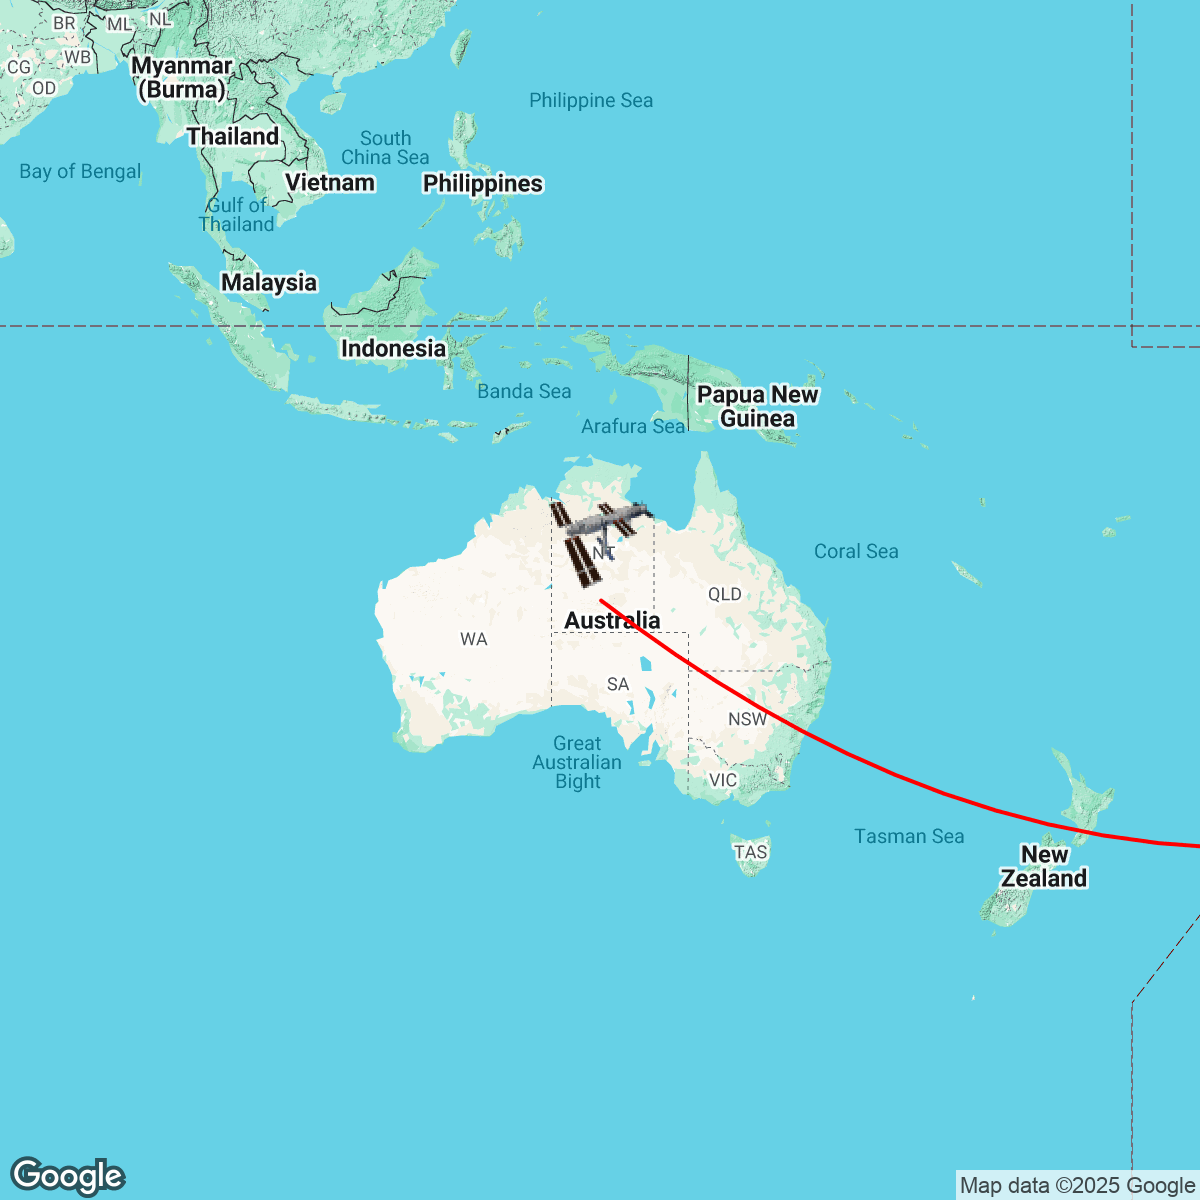 BR
ML
NL
CG
WB
OD
Myanmar
(Burma)
Thailand
Bay of Bengal
Vietnam
Gulf of
Thailand
South
China Sea
Philippine Sea
Philippines
Malaysia
Indonesia
Banda Sea
Papua New
Guinea
Arafura Sea
NT
Coral Sea
QLD
Australia
WA
SA
NSW
Great
Australian
Bight
VIC
TAS
Tasman Sea
New
Zealand
Google
Map data ©2025 Google